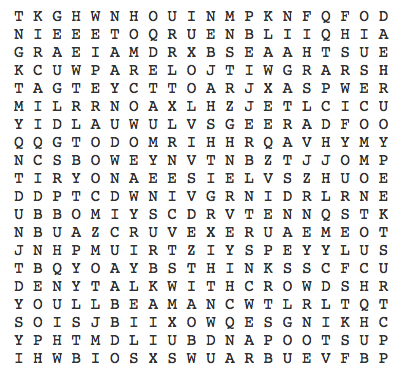 T K G H W N H O U I N M P K N F Q F O D
N I E E E T O Q R U E N B L I I Q H I A
G R A E I A M D R X B S E A A H T S U E
K C U W P A R E L O J T I W G R A R S H
T A G T E Y C T T O A R J X A S P W E R
M I L R R N O A X L H Z J E T L C I C U
Y I D L A U W U L V S G E E R A D F O O
Q Q G T O D O M R I H H R Q A V H Y M Y
N C S B O W E Y N V T N B Z T J J O M P
T I R Y O N A E E S I E L V S Z H U O E
D D P T C D W N I V G R N I D R L R N E
U B B O M I Y S C D R V T E N N Q S T K
N B U A Z C R U V E X E R U A E M E O T
J N H P M U I R T Z I Y S P E Y Y L U S
T B Q Y O A Y B S T H I N K S S C F C U
D E N Y T A L K W I T H C R O W D S H R
Y O U L L B E A M A N C W T L R L T Q T
S O I S J B I I X O W Q E S G N I K H C
Y P H T M D L I U B D N A P O O T S U P
I H W B I O S X S W U A R B U E V F B P